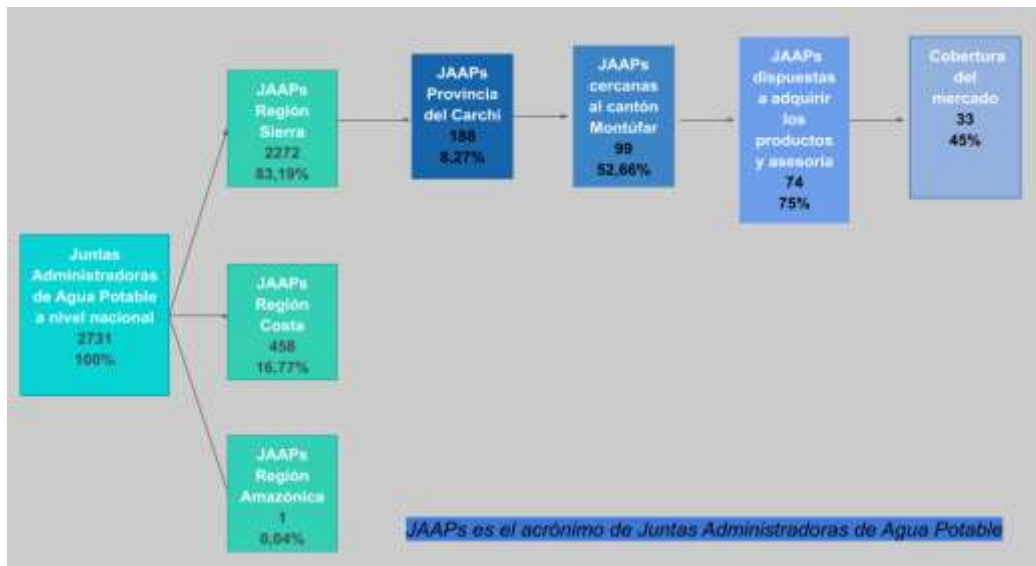 Juntas
Administradoras
de Agua Potable
a nivel nacional
2731
100%
JAAPs
Región
Sierra
2272
83,19%
JAAPs
Provincia
del Carchi
188
8,27%
JAAPs
cercanas
al cantón
Montúfar
99
52,66%
JAAPs
dispuestas
a adquirir
los
productos
y asesoría
74
75%
Cobertura
del
mercado
33
45%
JAAPs
Región
Costa
458
16,77%
JAAPs
Región
Amazónica
1
0,04%
JAAPs es el acrónimo de Juntas Administradoras de Agua Potable